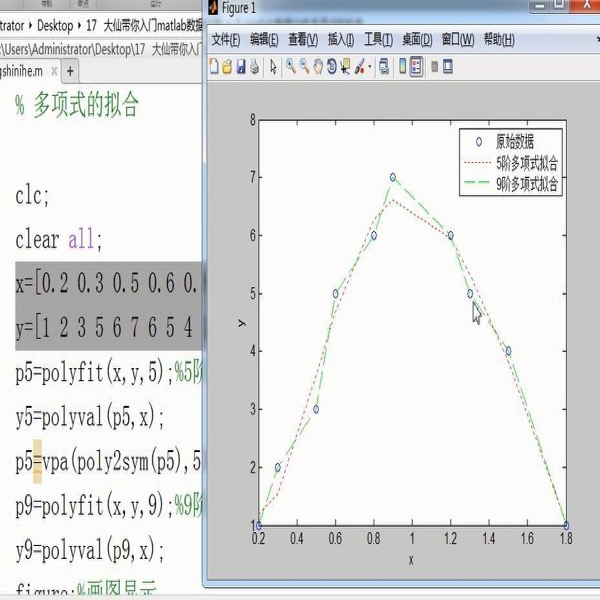 trator ▸ Desktop ▸ 17 大仙带你入门matlab数据
:\Users\Administrator\Desktop\17 大仙带你入门
gshinihe.m × +
% 多项式的拟合
clc;
clear all;
x=[0.2 0.3 0.5 0.6 0.
y=[1 2 3 5 6 7 6 5 4
p5=polyfit(x,y,5);%5阶
y5=polyval(p5,x);
p5=vpa(poly2sym(p5),5
p9=polyfit(x,y,9);%9阶
y9=polyval(p9,x);
figure;%画图显示
Figure 1
文件(F) 编辑(E) 查看(V) 插入(I) 工具(T) 桌面(D) 窗口(W) 帮助(H)
原始数据
5阶多项式拟合
9阶多项式拟合
8
7
6
5
4
3
2
1
y
0.2 0.4 0.6 0.8 1 1.2 1.4 1.6 1.8
x